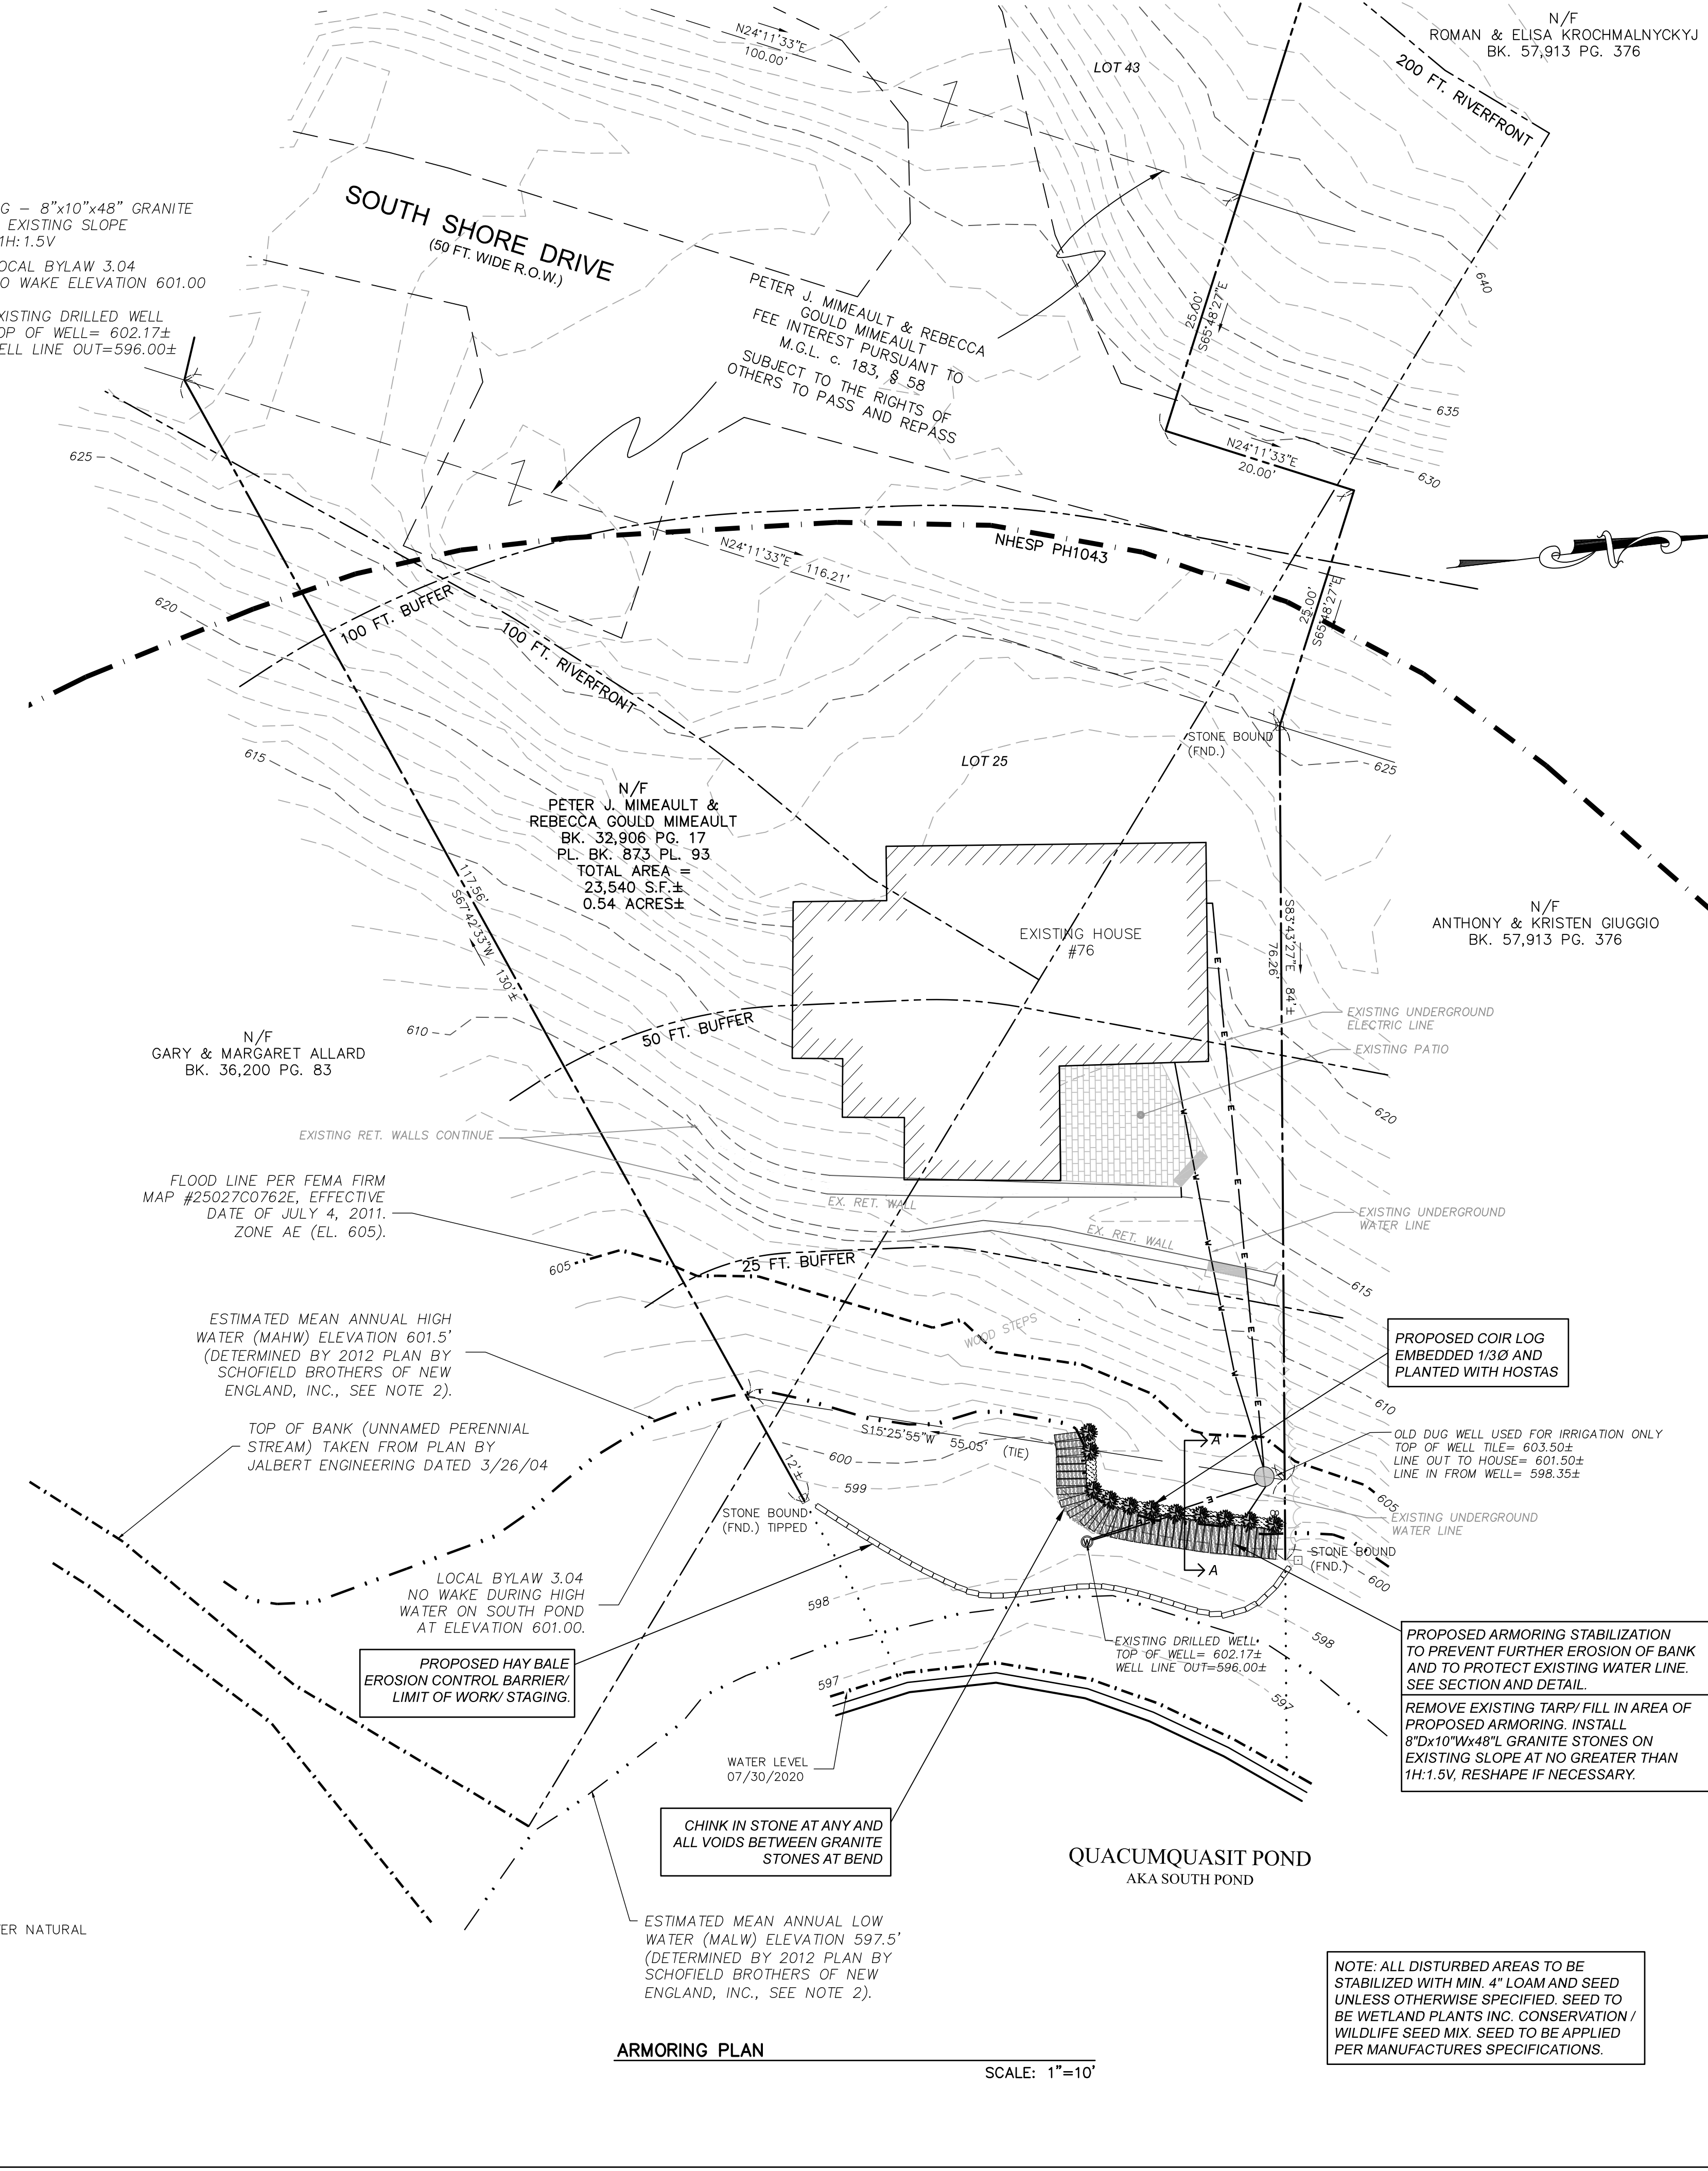 N/F
ROMAN & ELISA KROCHMALNYCKYJ
BK. 57,913 PG. 376
200 FT. RIVERFRONT
N24°11'33"E
100.00'
LOT 43
SOUTH SHORE DRIVE
(50 FT. WIDE R.O.W.)
G – 8"x10"x48" GRANITE
EXISTING SLOPE
1H:1.5V
OCAL BYLAW 3.04
O WAKE ELEVATION 601.00
XISTING DRILLED WELL
OP OF WELL= 602.17±
ELL LINE OUT=596.00±
PETER J. MIMEAULT & REBECCA
GOULD MIMEAULT
FEE INTEREST PURSUANT TO
M.G.L. c. 183, § 58
SUBJECT TO THE RIGHTS OF
OTHERS TO PASS AND REPASS
25.00'
S65°48'27"E
640
635
630
N24°11'33"E
20.00'
625
NHESP PH1043
N24°11'33"E 116.21'
25.00'
S65°48'27"E
620
100 FT. BUFFER
100 FT. RIVERFRONT
STONE BOUND
(FND.)
625
615
LOT 25
N/F
PETER J. MIMEAULT &
REBECCA GOULD MIMEAULT
BK. 32,906 PG. 17
PL. BK. 873 PL. 93
TOTAL AREA =
23,540 S.F.±
0.54 ACRES±
117.56'
S67°42'33"W 130'±
EXISTING HOUSE
#76
S83°43'27"E 84'±
76.26'
N/F
ANTHONY & KRISTEN GIUGGIO
BK. 57,913 PG. 376
EXISTING UNDERGROUND
ELECTRIC LINE
EXISTING PATIO
610
50 FT. BUFFER
N/F
GARY & MARGARET ALLARD
BK. 36,200 PG. 83
620
EXISTING RET. WALLS CONTINUE
FLOOD LINE PER FEMA FIRM
MAP #25027C0762E, EFFECTIVE
DATE OF JULY 4, 2011.
ZONE AE (EL. 605).
EX. RET. WALL
EX. RET. WALL
EXISTING UNDERGROUND
WATER LINE
605
25 FT. BUFFER
615
WOOD STEPS
ESTIMATED MEAN ANNUAL HIGH
WATER (MAHW) ELEVATION 601.5'
(DETERMINED BY 2012 PLAN BY
SCHOFIELD BROTHERS OF NEW
ENGLAND, INC., SEE NOTE 2).
PROPOSED COIR LOG
EMBEDDED 1/3Ø AND
PLANTED WITH HOSTAS
610
TOP OF BANK (UNNAMED PERENNIAL
STREAM) TAKEN FROM PLAN BY
JALBERT ENGINEERING DATED 3/26/04
S15°25'55"W 55.05' (TIE)
600
599
12'±
A
A
OLD DUG WELL USED FOR IRRIGATION ONLY
TOP OF WELL TILE= 603.50±
LINE OUT TO HOUSE= 601.50±
LINE IN FROM WELL= 598.35±
605
EXISTING UNDERGROUND
WATER LINE
STONE BOUND
(FND.) TIPPED
W
STONE BOUND
(FND.)
600
LOCAL BYLAW 3.04
NO WAKE DURING HIGH
WATER ON SOUTH POND
AT ELEVATION 601.00.
598
598
EXISTING DRILLED WELL
TOP OF WELL= 602.17±
WELL LINE OUT=596.00±
PROPOSED HAY BALE
EROSION CONTROL BARRIER/
LIMIT OF WORK/ STAGING.
PROPOSED ARMORING STABILIZATION
TO PREVENT FURTHER EROSION OF BANK
AND TO PROTECT EXISTING WATER LINE.
SEE SECTION AND DETAIL.
REMOVE EXISTING TARP/ FILL IN AREA OF
PROPOSED ARMORING. INSTALL
8"Dx10"Wx48"L GRANITE STONES ON
EXISTING SLOPE AT NO GREATER THAN
1H:1.5V, RESHAPE IF NECESSARY.
597
597
WATER LEVEL
07/30/2020
CHINK IN STONE AT ANY AND
ALL VOIDS BETWEEN GRANITE
STONES AT BEND
QUACUMQUASIT POND
AKA SOUTH POND
ER NATURAL
ESTIMATED MEAN ANNUAL LOW
WATER (MALW) ELEVATION 597.5'
(DETERMINED BY 2012 PLAN BY
SCHOFIELD BROTHERS OF NEW
ENGLAND, INC., SEE NOTE 2).
NOTE: ALL DISTURBED AREAS TO BE
STABILIZED WITH MIN. 4" LOAM AND SEED
UNLESS OTHERWISE SPECIFIED. SEED TO
BE WETLAND PLANTS INC. CONSERVATION /
WILDLIFE SEED MIX. SEED TO BE APPLIED
PER MANUFACTURES SPECIFICATIONS.
ARMORING PLAN
SCALE: 1"=10'